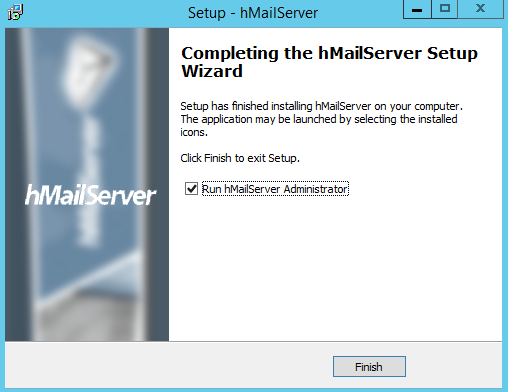 Setup - hMailServer
Completing the hMailServer Setup
Wizard
Setup has finished installing hMailServer on your computer.
The application may be launched by selecting the installed
icons.
Click Finish to exit Setup.
Run hMailServer Administrator
hMailServer
hMailServer
Finish